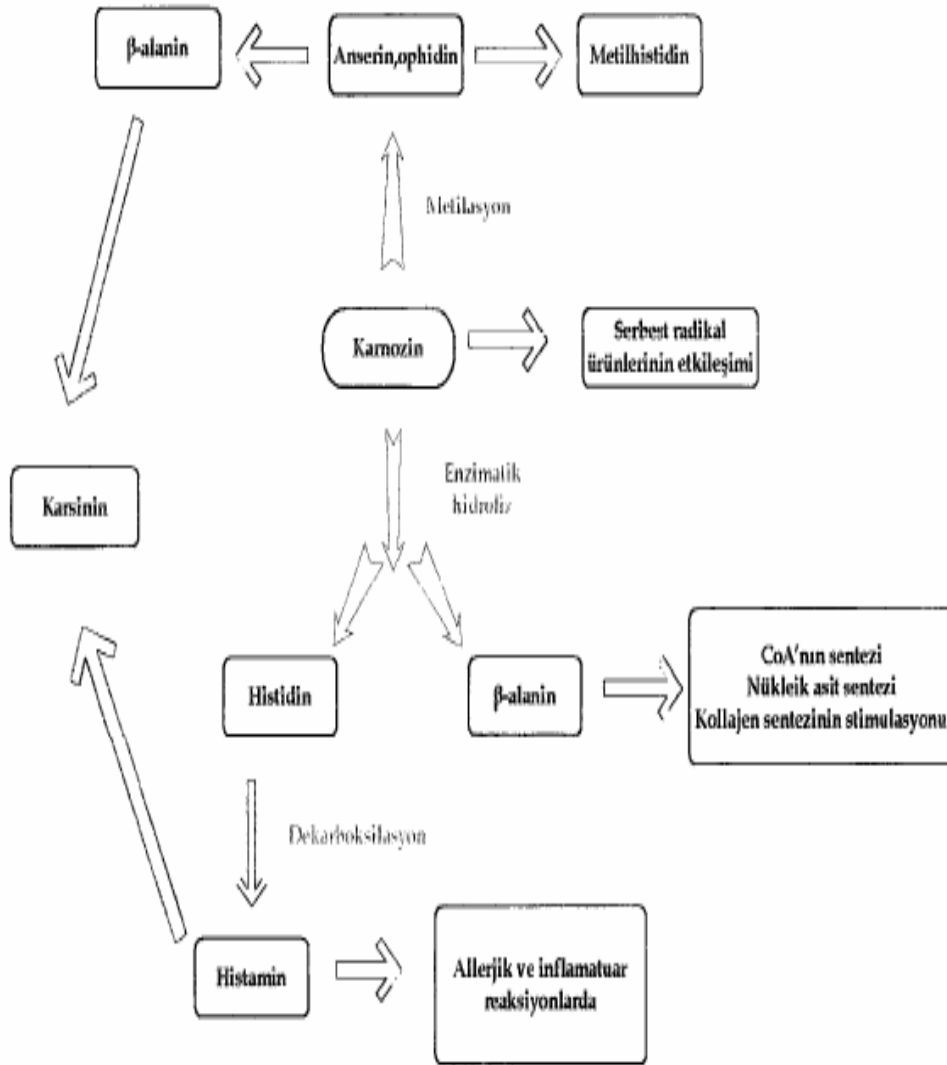 β-alanin
Anserin,ophidin
Metilhistidin
Metilasyon
Karnozin
Serbest radikal
ürünlerinin etkileşimi
Enzimatik
hidroliz
Karsinin
Histidin
β-alanin
CoA'nın sentezi
Nükleik asit sentezi
Kollajen sentezinin stimulasyonu
Dekarboksilasyon
Histamin
Allerjik ve inflamatuar
reaksiyonlarda